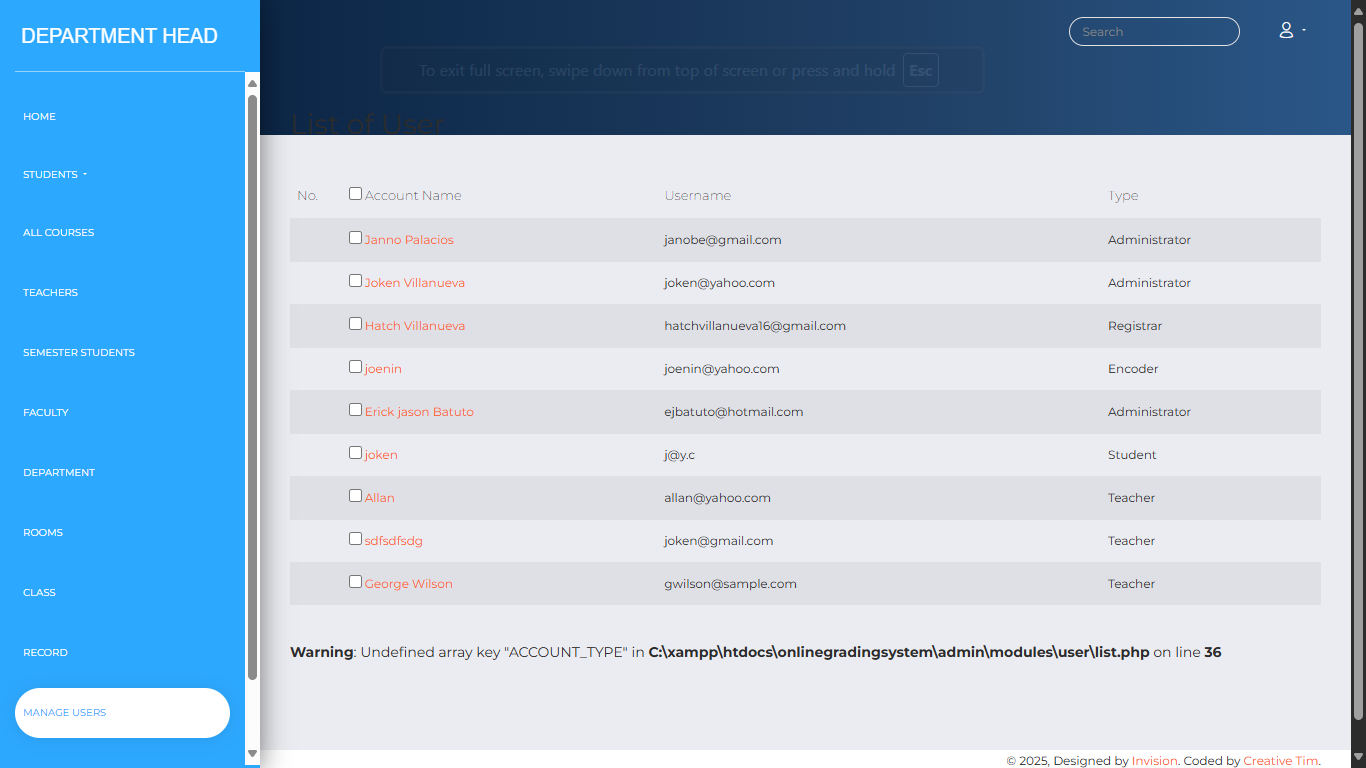 DEPARTMENT HEAD
Search
To exit full screen, swipe down from top of screen or press and hold Esc
HOME
List of User
STUDENTS
No. Account Name Username Type
ALL COURSES
Janno Palacios janobe@gmail.com Administrator
Joken Villanueva joken@yahoo.com Administrator
TEACHERS
Hatch Villanueva hatchvillanueva16@gmail.com Registrar
SEMESTER STUDENTS
joenin joenin@yahoo.com Encoder
FACULTY
Erick jason Batuto ejbatuto@hotmail.com Administrator
joken j@y.c Student
DEPARTMENT
Allan allan@yahoo.com Teacher
ROOMS
sdfsdfsdg joken@gmail.com Teacher
CLASS
George Wilson gwilson@sample.com Teacher
RECORD
Warning: Undefined array key "ACCOUNT_TYPE" in C:\xampp\htdocs\onlinegradingsystem\admin\modules\user\list.php on line 36
MANAGE USERS
© 2025, Designed by Invision. Coded by Creative Tim.